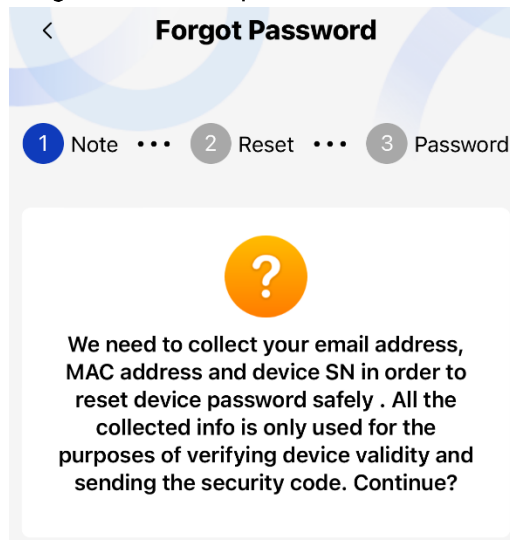 Forgot Password
1 Note ••• 2 Reset ••• 3 Password
?
We need to collect your email address,
MAC address and device SN in order to
reset device password safely . All the
collected info is only used for the
purposes of verifying device validity and
sending the security code. Continue?